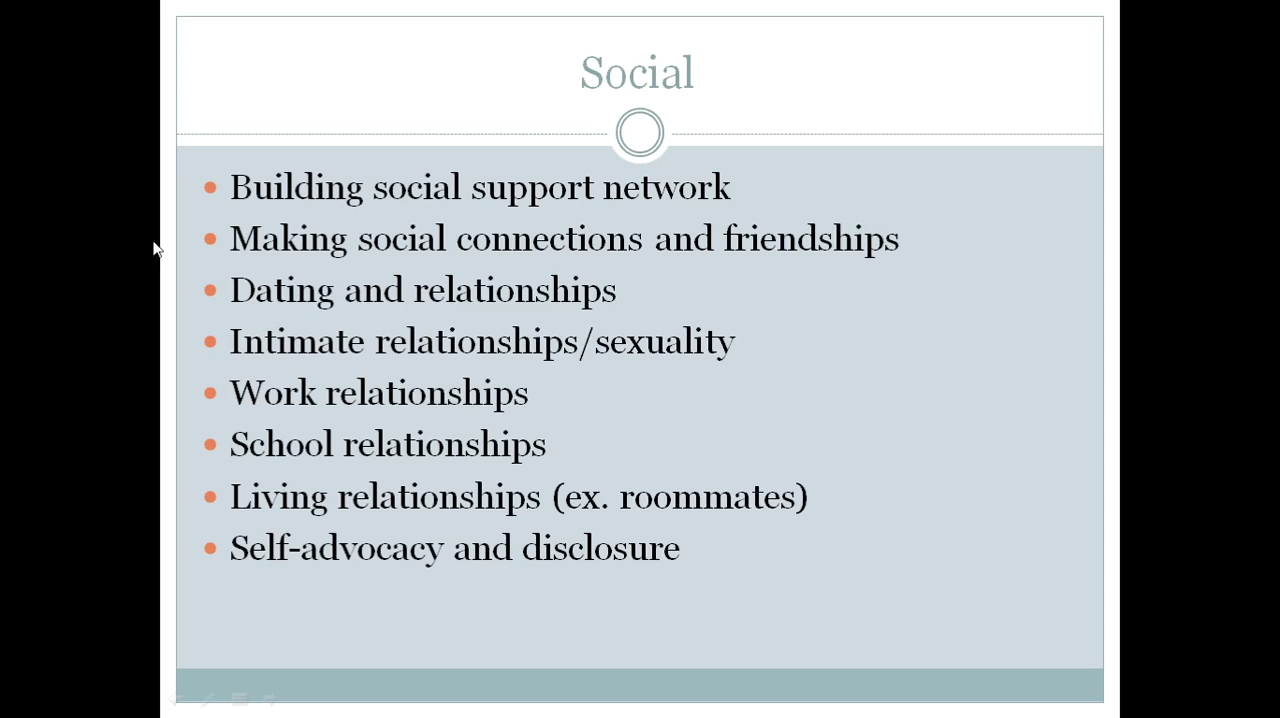 Social
Building social support network
Making social connections and friendships
Dating and relationships
Intimate relationships/sexuality
Work relationships
School relationships
Living relationships (ex. roommates)
Self-advocacy and disclosure